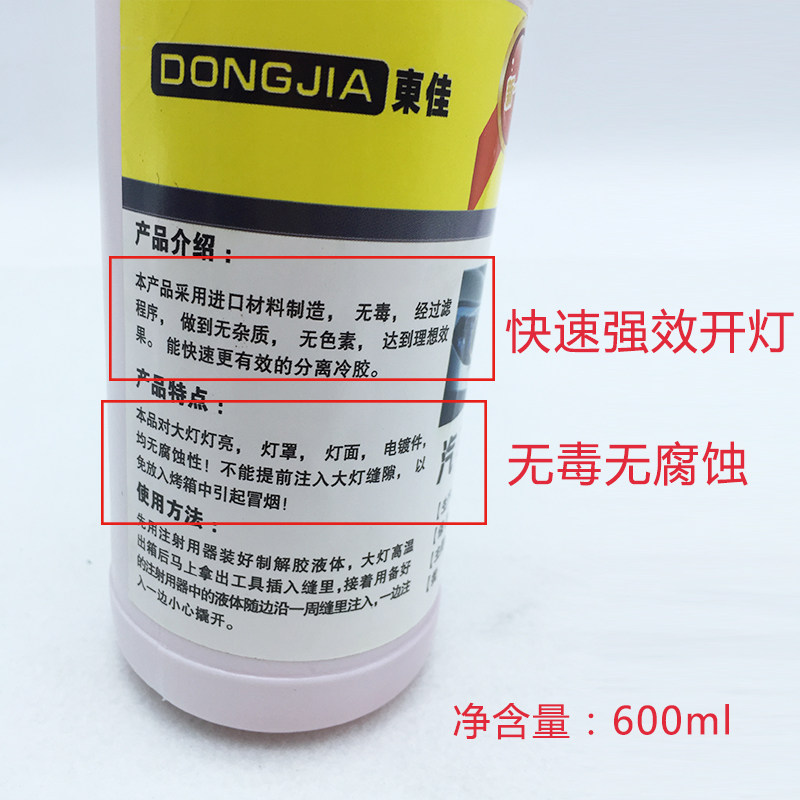 DONGJIA 東佳
产品介绍：
本产品采用进口材料制造， 无毒， 经过滤
程序， 做到无杂质， 无色素， 达到理想效
果。 能快速更有效的分离冷胶。
产品特点：
本品对大灯灯亮， 灯罩， 灯面， 电镀件，
均无腐蚀性！不能提前注入大灯缝隙， 以
免放入烤箱中引起冒烟！
使用方法：
先用注射用器装好制解胶液体，大灯高温
出箱后马上拿出工具插入缝里,接着用备好
的注射用器中的液体随边沿一周缝里注入,一边注
入一边小心撬开。
快速强效开灯
无毒无腐蚀
净含量：600ml